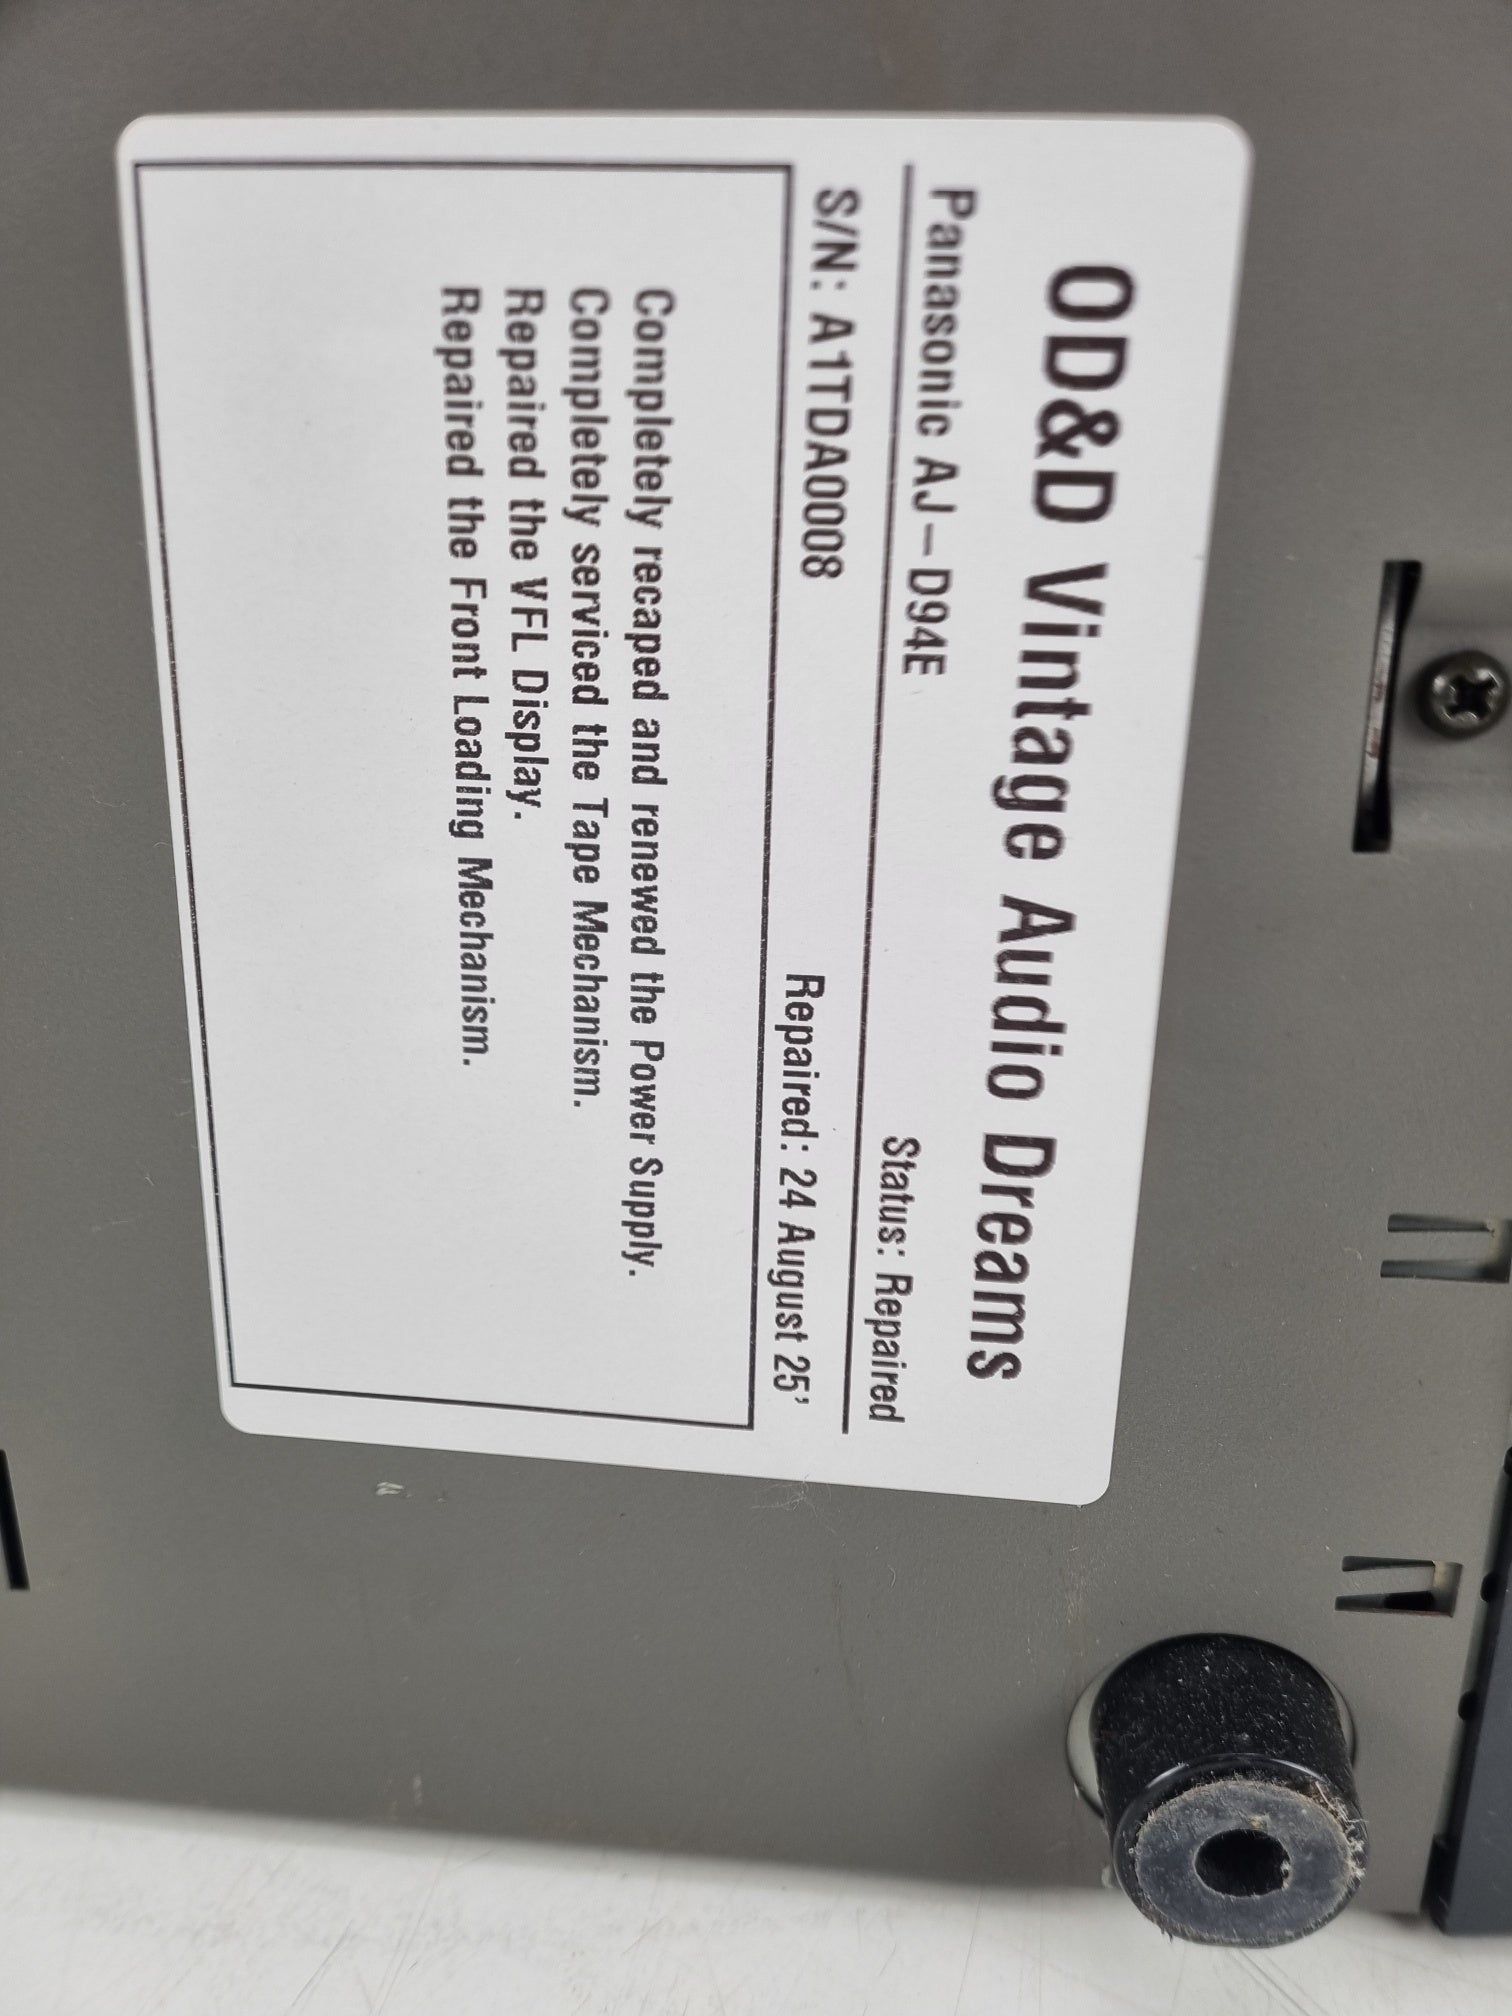 OD&D Vintage Audio Dreams
Panasonic AJ-D94E Status: Repaired
S/N: A1TDA0008 Repaired: 24 August 25'
Completely recaped and renewed the Power Supply.
Completely serviced the Tape Mechanism.
Repaired the VFL Display.
Repaired the Front Loading Mechanism.